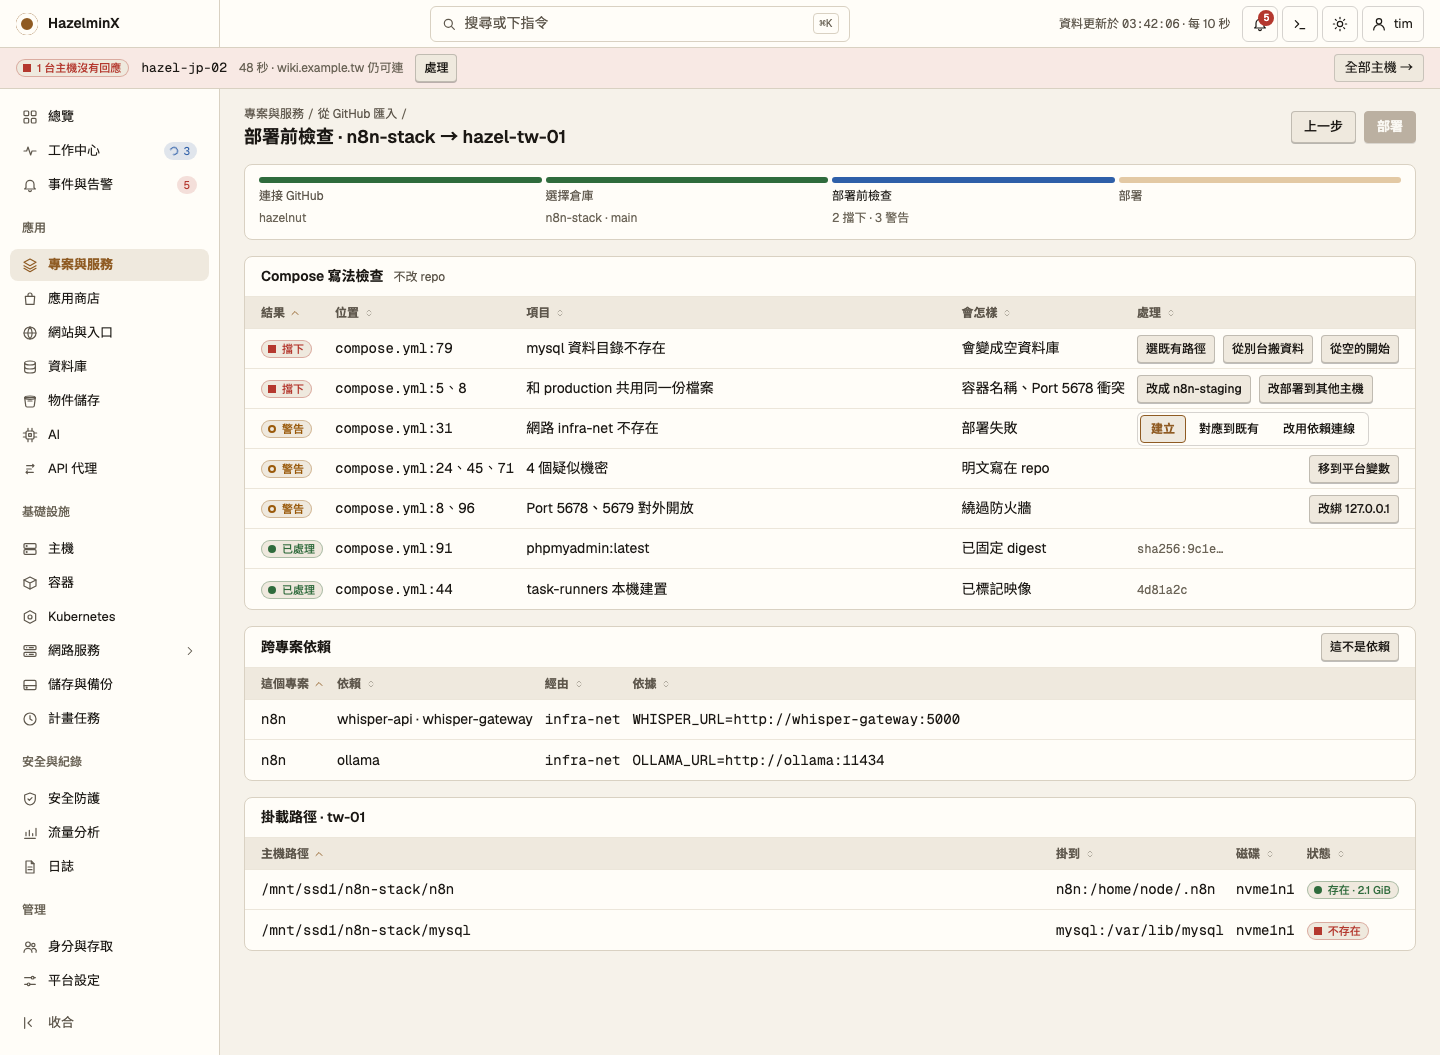 HazelminX
搜尋或下指令
⌘K
資料更新於 03:42:06 · 每 10 秒
5
tim
1 台主機沒有回應
hazel-jp-02
48 秒 · wiki.example.tw 仍可連
處理
全部主機 →
總覽
工作中心
3
事件與告警
5
應用
專案與服務
應用商店
網站與入口
資料庫
物件儲存
AI
API 代理
基礎設施
主機
容器
Kubernetes
網路服務
儲存與備份
計畫任務
安全與紀錄
安全防護
流量分析
日誌
管理
身分與存取
平台設定
收合
專案與服務 / 從 GitHub 匯入 /
部署前檢查 · n8n-stack → hazel-tw-01
上一步
部署
連接 GitHub
hazelnut
選擇倉庫
n8n-stack · main
部署前檢查
2 擋下 · 3 警告
部署
Compose 寫法檢查 不改 repo
結果 位置 項目 會怎樣 處理
擋下 compose.yml:79 mysql 資料目錄不存在 會變成空資料庫 選既有路徑 從別台搬資料 從空的開始
擋下 compose.yml:5、8 和 production 共用同一份檔案 容器名稱、Port 5678 衝突 改成 n8n-staging 改部署到其他主機
警告 compose.yml:31 網路 infra-net 不存在 部署失敗 建立 對應到既有 改用依賴連線
警告 compose.yml:24、45、71 4 個疑似機密 明文寫在 repo 移到平台變數
警告 compose.yml:8、96 Port 5678、5679 對外開放 繞過防火牆 改綁 127.0.0.1
已處理 compose.yml:91 phpmyadmin:latest 已固定 digest sha256:9c1e…
已處理 compose.yml:44 task-runners 本機建置 已標記映像 4d81a2c
跨專案依賴
這不是依賴
這個專案 依賴 經由 依據
n8n whisper-api · whisper-gateway infra-net WHISPER_URL=http://whisper-gateway:5000
n8n ollama infra-net OLLAMA_URL=http://ollama:11434
掛載路徑 · tw-01
主機路徑 掛到 磁碟 狀態
/mnt/ssd1/n8n-stack/n8n n8n:/home/node/.n8n nvme1n1 存在 · 2.1 GiB
/mnt/ssd1/n8n-stack/mysql mysql:/var/lib/mysql nvme1n1 不存在